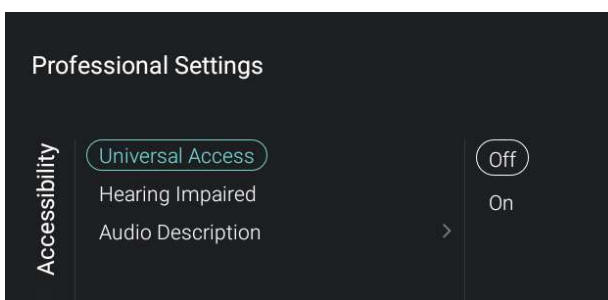 Professional Settings
Accessibility
Universal Access
Hearing Impaired
Audio Description
Off
On